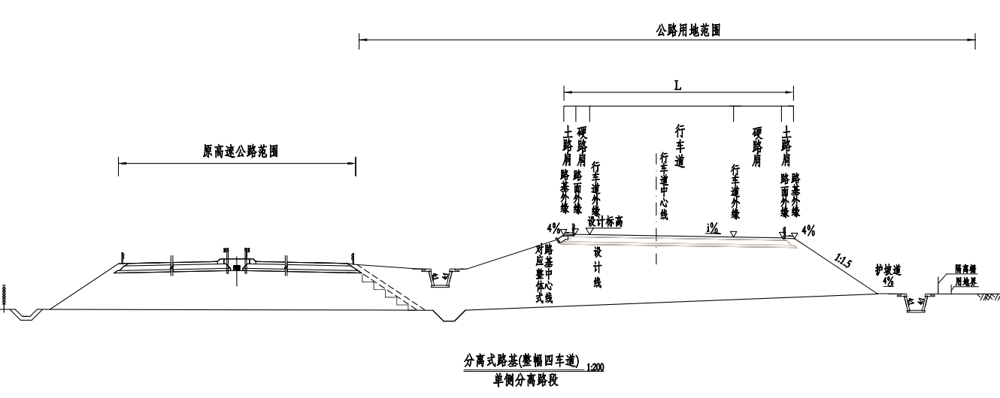 公路用地范围
L
原高速公路范围
土路肩
硬路肩
行车道
硬路肩
土路肩
路基外缘
路面外缘
行车道外缘
行车道中心线
行车道外缘
路面外缘
路基外缘
4%
设计标高
i%
4%
对应整体式
路基中心线
设计线
1:1.5
护坡道
4%
隔离栅
用地界
分离式路基(整幅四车道) 1:200
单侧分离路段